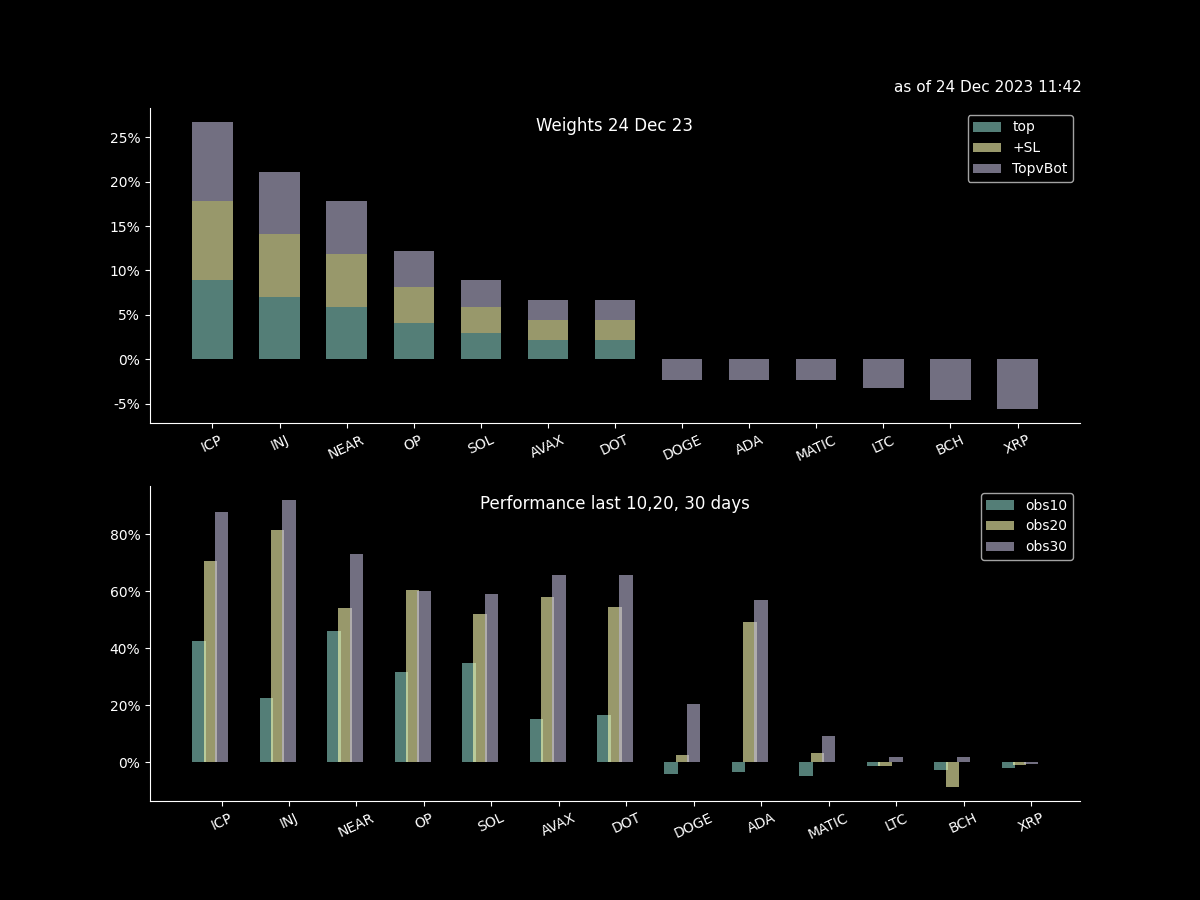 as of 24 Dec 2023 11:42
Weights 24 Dec 23
top
+SL
TopvBot
25%
20%
15%
10%
5%
0%
-5%
ICP INJ NEAR OP SOL AVAX DOT DOGE ADA MATIC LTC BCH XRP
Performance last 10,20, 30 days
obs10
obs20
obs30
80%
60%
40%
20%
0%
ICP INJ NEAR OP SOL AVAX DOT DOGE ADA MATIC LTC BCH XRP